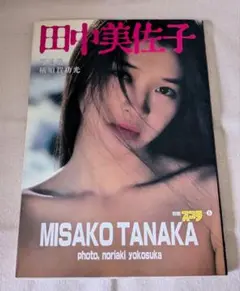 田中美佐子
MISAKO TANAKA
photo, noriaki yokosuka